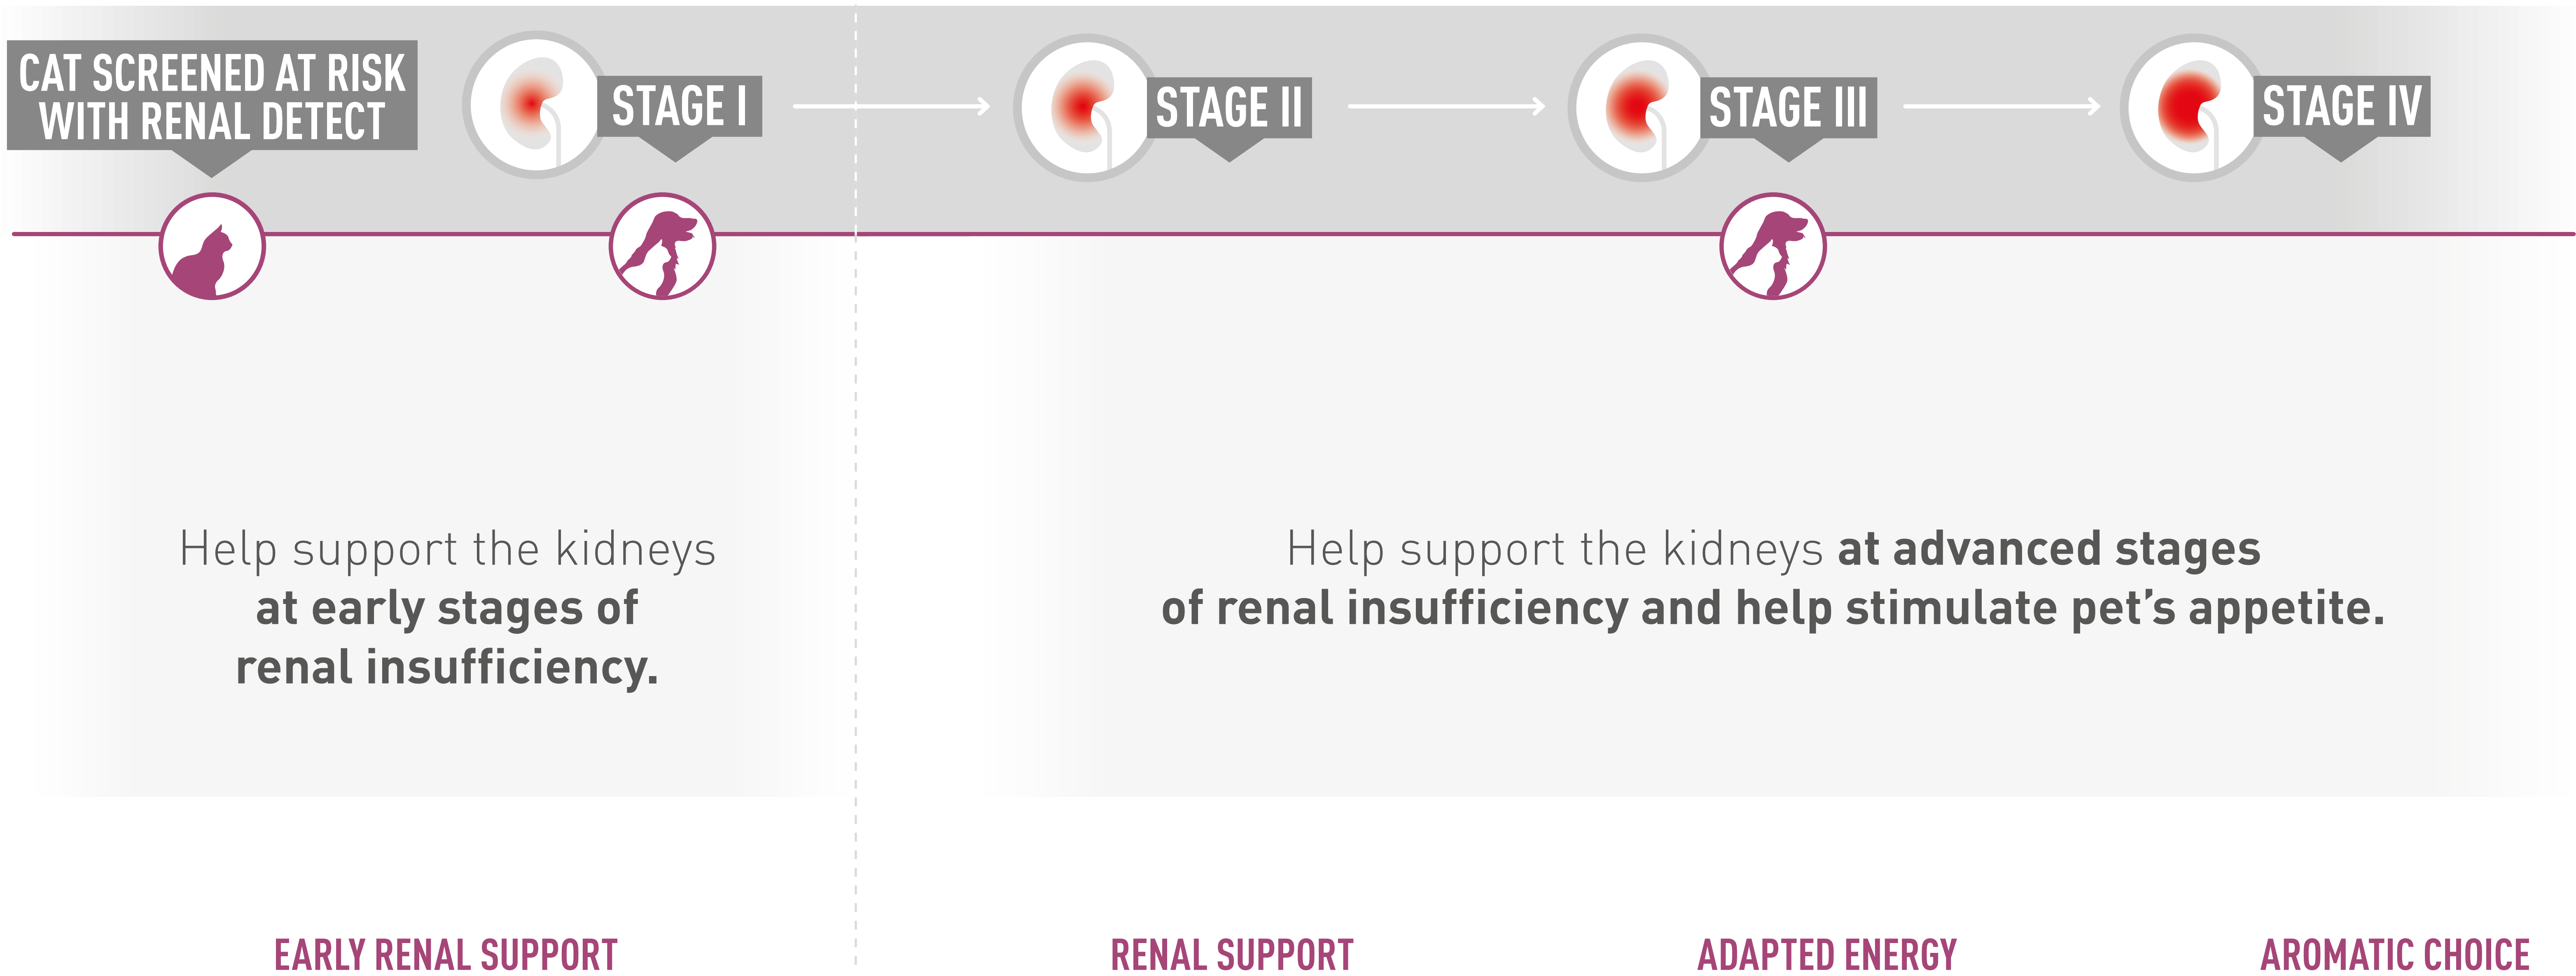 CAT SCREENED AT RISK
WITH RENAL DETECT
STAGE I
STAGE II
STAGE III
STAGE IV
Help support the kidneys
at early stages of
renal insufficiency.
Help support the kidneys at advanced stages
of renal insufficiency and help stimulate pet’s appetite.
EARLY RENAL SUPPORT
RENAL SUPPORT
ADAPTED ENERGY
AROMATIC CHOICE